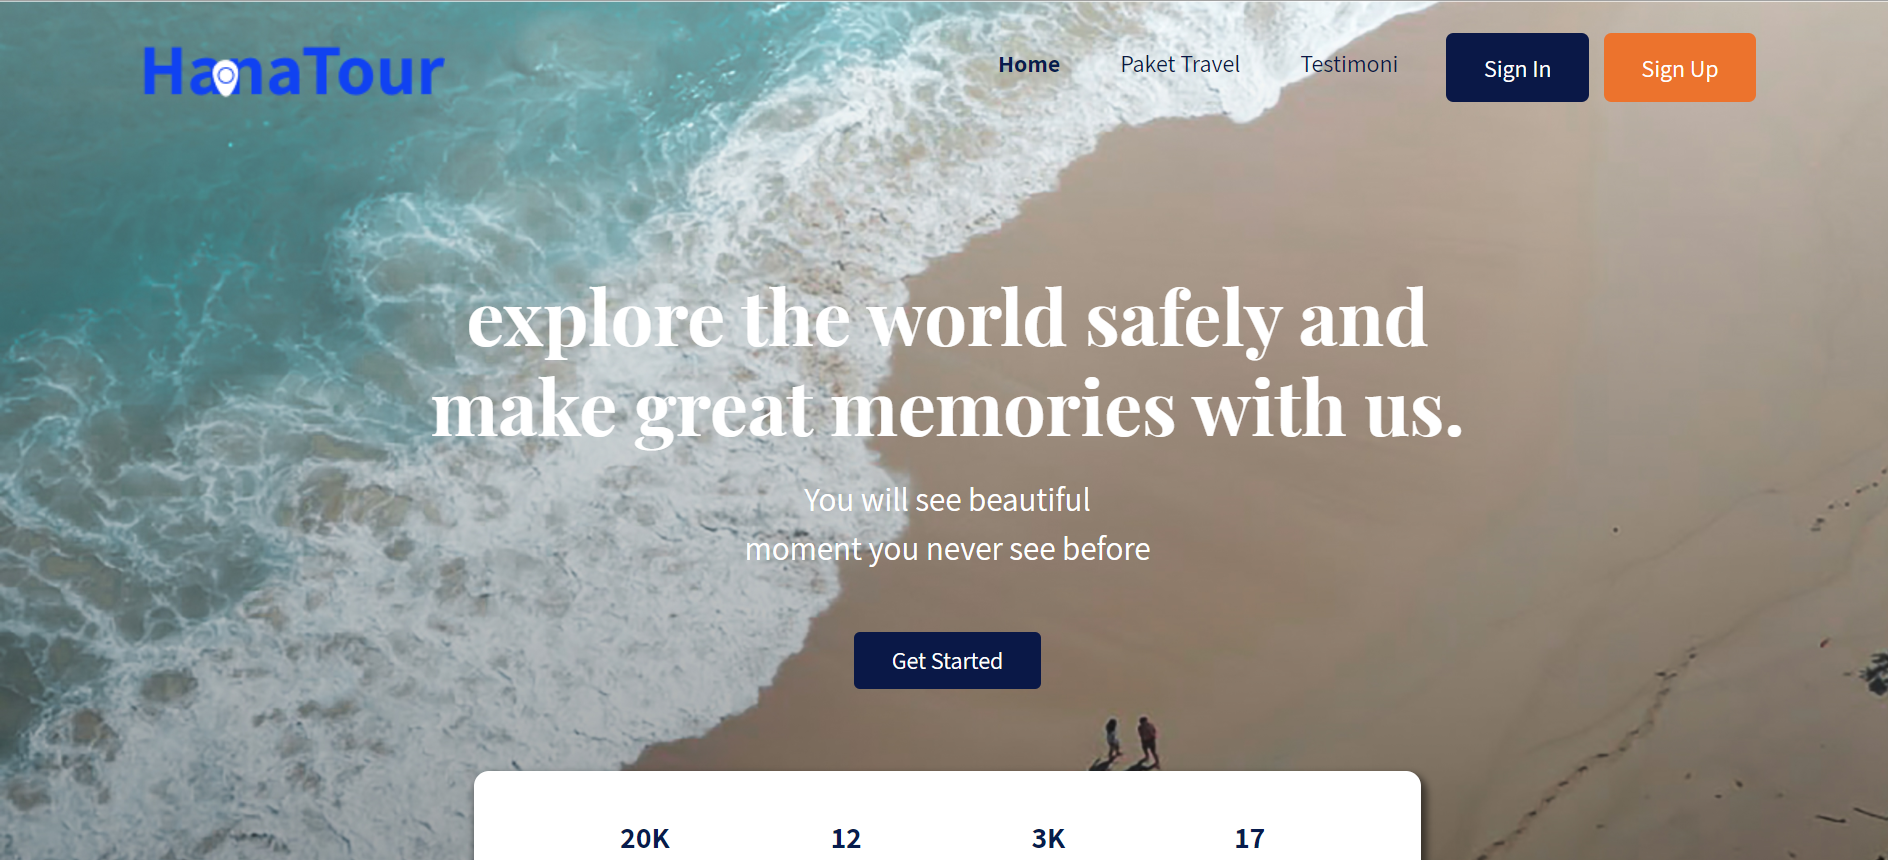 HanaTour
Home Paket Travel Testimoni Sign In Sign Up
explore the world safely and
make great memories with us.
You will see beautiful
moment you never see before
Get Started
20K 12 3K 17